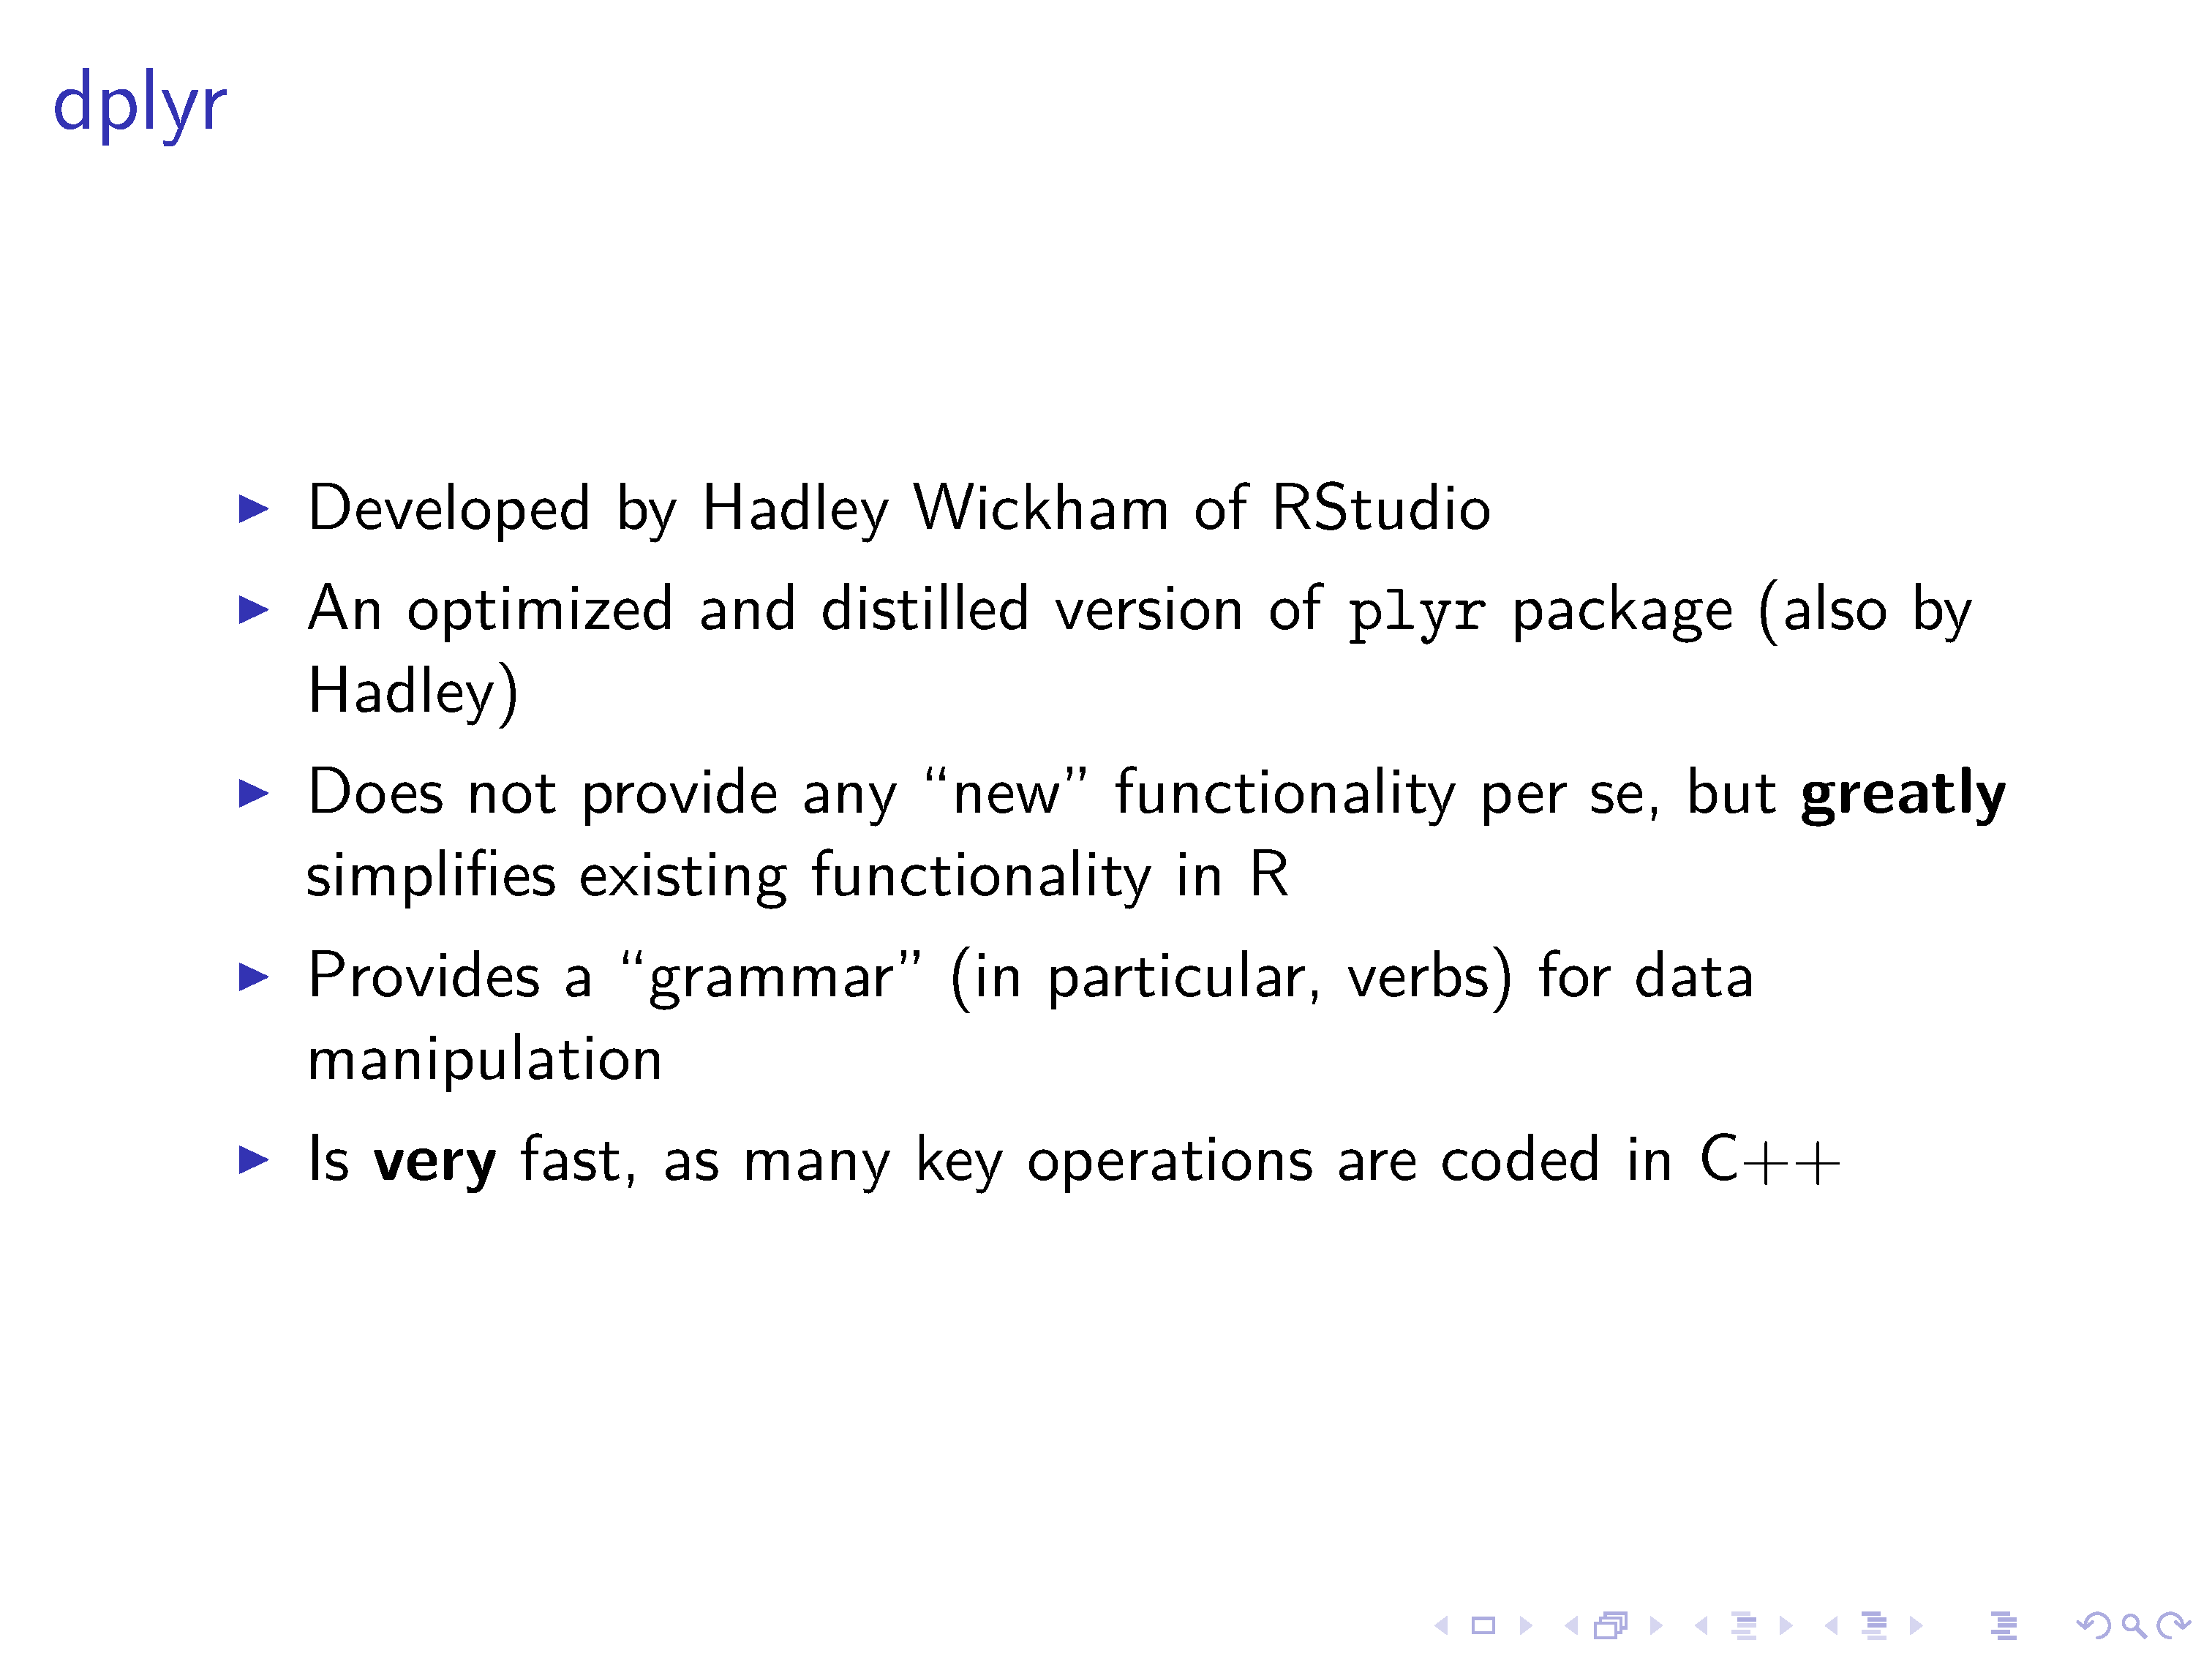 dplyr
Developed by Hadley Wickham of RStudio
An optimized and distilled version of plyr package (also by
Hadley)
Does not provide any “new” functionality per se, but greatly
simplifies existing functionality in R
Provides a “grammar” (in particular, verbs) for data
manipulation
Is very fast, as many key operations are coded in C++